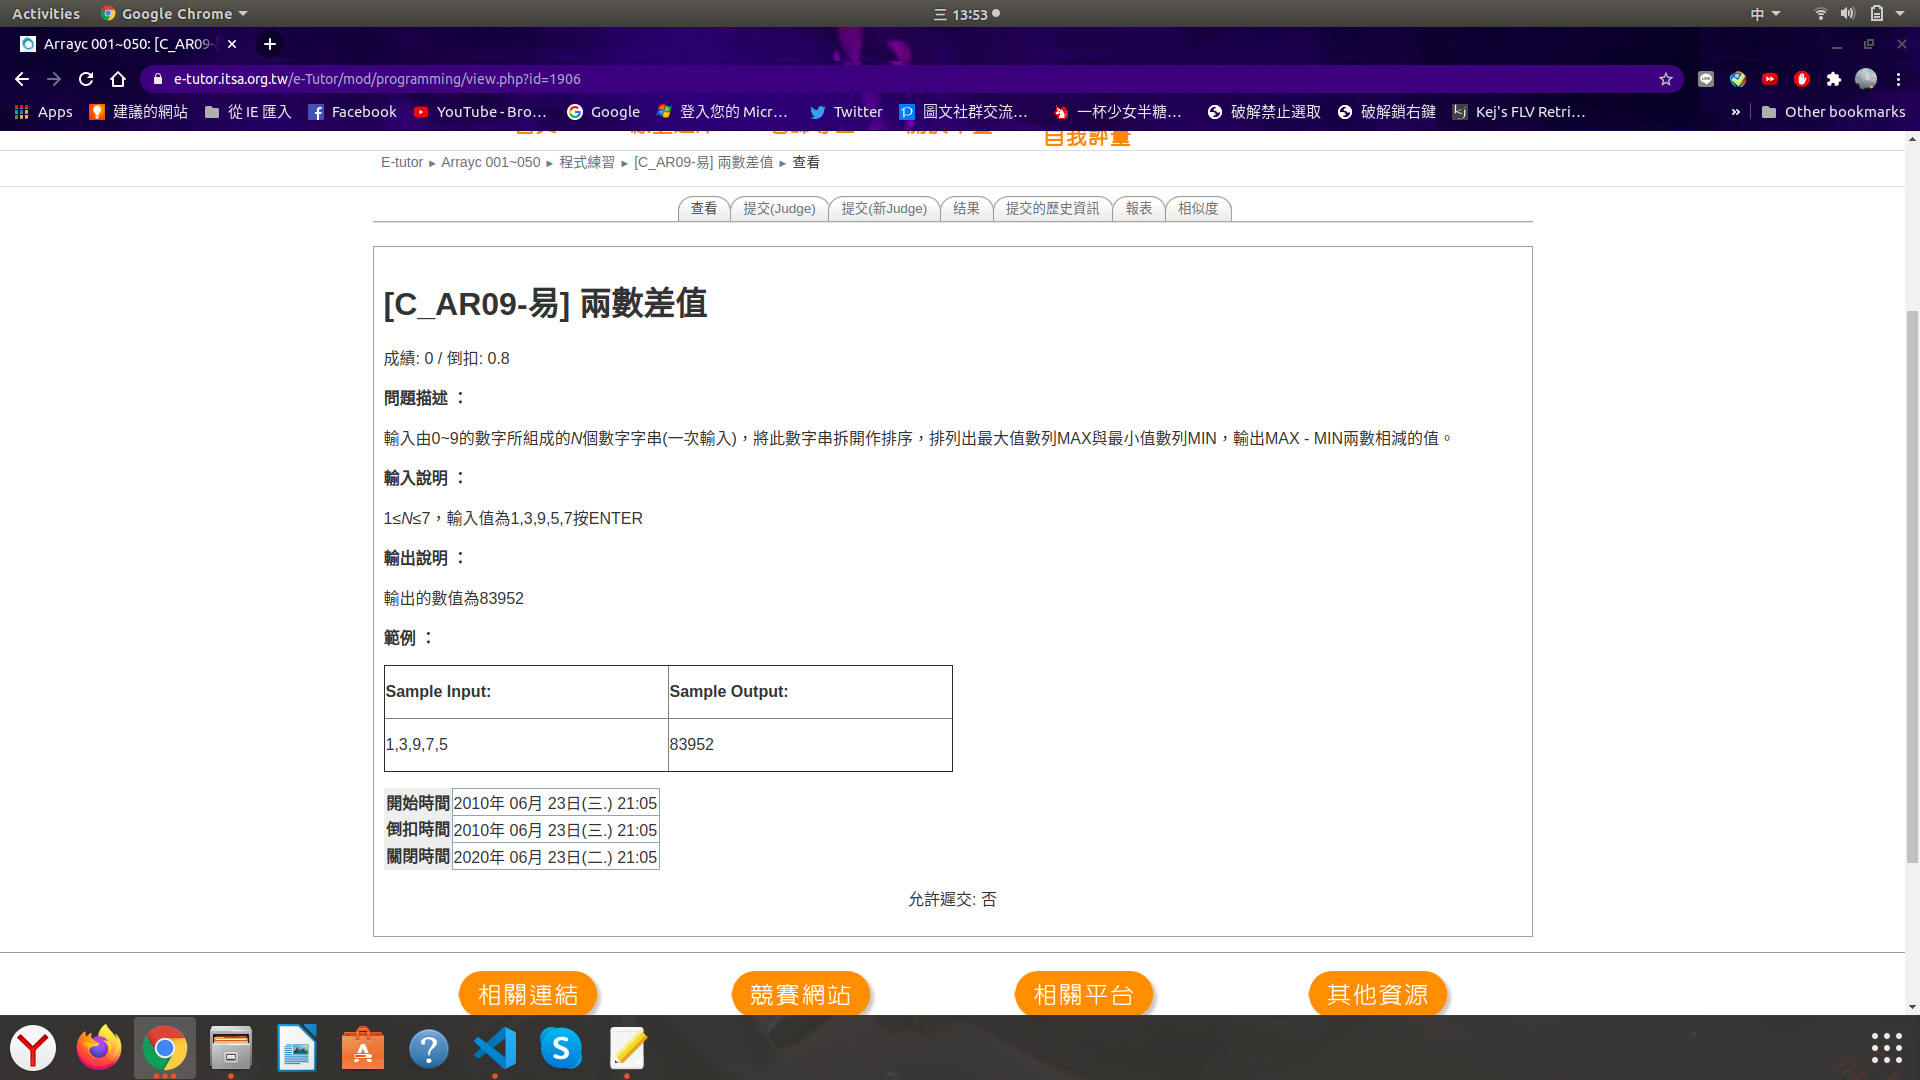 Activities
Google Chrome
三 13:53
中
Arrayc 001~050: [C_AR09-
e-tutor.itsa.org.tw/e-Tutor/mod/programming/view.php?id=1906
Apps
建議的網站
從 IE 匯入
Facebook
YouTube - Bro…
Google
登入您的 Micr…
Twitter
圖文社群交流…
一杯少女半糖…
破解禁止選取
破解鎖右鍵
Kej's FLV Retri…
»
Other bookmarks
自我評量
E-tutor ► Arrayc 001~050 ► 程式練習 ► [C_AR09-易] 兩數差值 ► 查看
查看
提交(Judge)
提交(新Judge)
结果
提交的歷史資訊
報表
相似度
[C_AR09-易] 兩數差值
成績: 0 / 倒扣: 0.8
問題描述 ：
輸入由0~9的數字所組成的N個數字字串(一次輸入)，將此數字串拆開作排序，排列出最大值數列MAX與最小值數列MIN，輸出MAX - MIN兩數相減的值。
輸入說明 ：
1≤N≤7，輸入值為1,3,9,5,7按ENTER
輸出說明 ：
輸出的數值為83952
範例 ：
Sample Input:
Sample Output:
1,3,9,7,5
83952
開始時間 2010年 06月 23日(三.) 21:05
倒扣時間 2010年 06月 23日(三.) 21:05
關閉時間 2020年 06月 23日(二.) 21:05
允許遲交: 否
相關連結
競賽網站
相關平台
其他資源